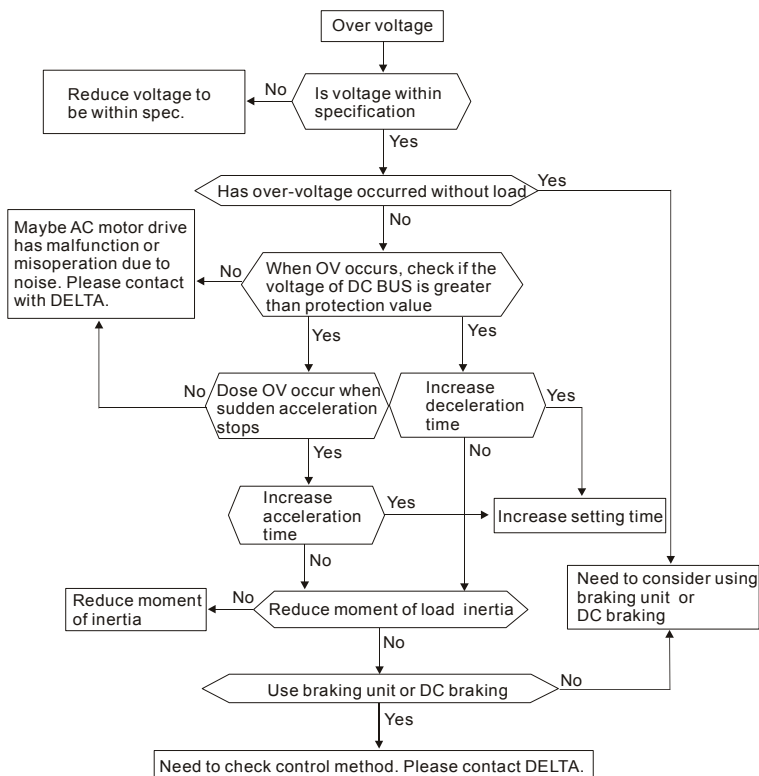 Over voltage
Is voltage within
specification
No
Reduce voltage to
be within spec.
Yes
Has over-voltage occurred without load
Yes
No
Maybe AC motor drive
has malfunction or
misoperation due to
noise. Please contact
with DELTA.
No
When OV occurs, check if the
voltage of DC BUS is greater
than protection value
Yes
Yes
No
Dose OV occur when
sudden acceleration
stops
Increase
deceleration
time
Yes
Yes
No
Increase
acceleration
time
Yes
Increase setting time
No
Need to consider using
braking unit or
DC braking
Reduce moment
of inertia
No
Reduce moment of load inertia
No
Use braking unit or DC braking
No
Yes
Need to check control method. Please contact DELTA.